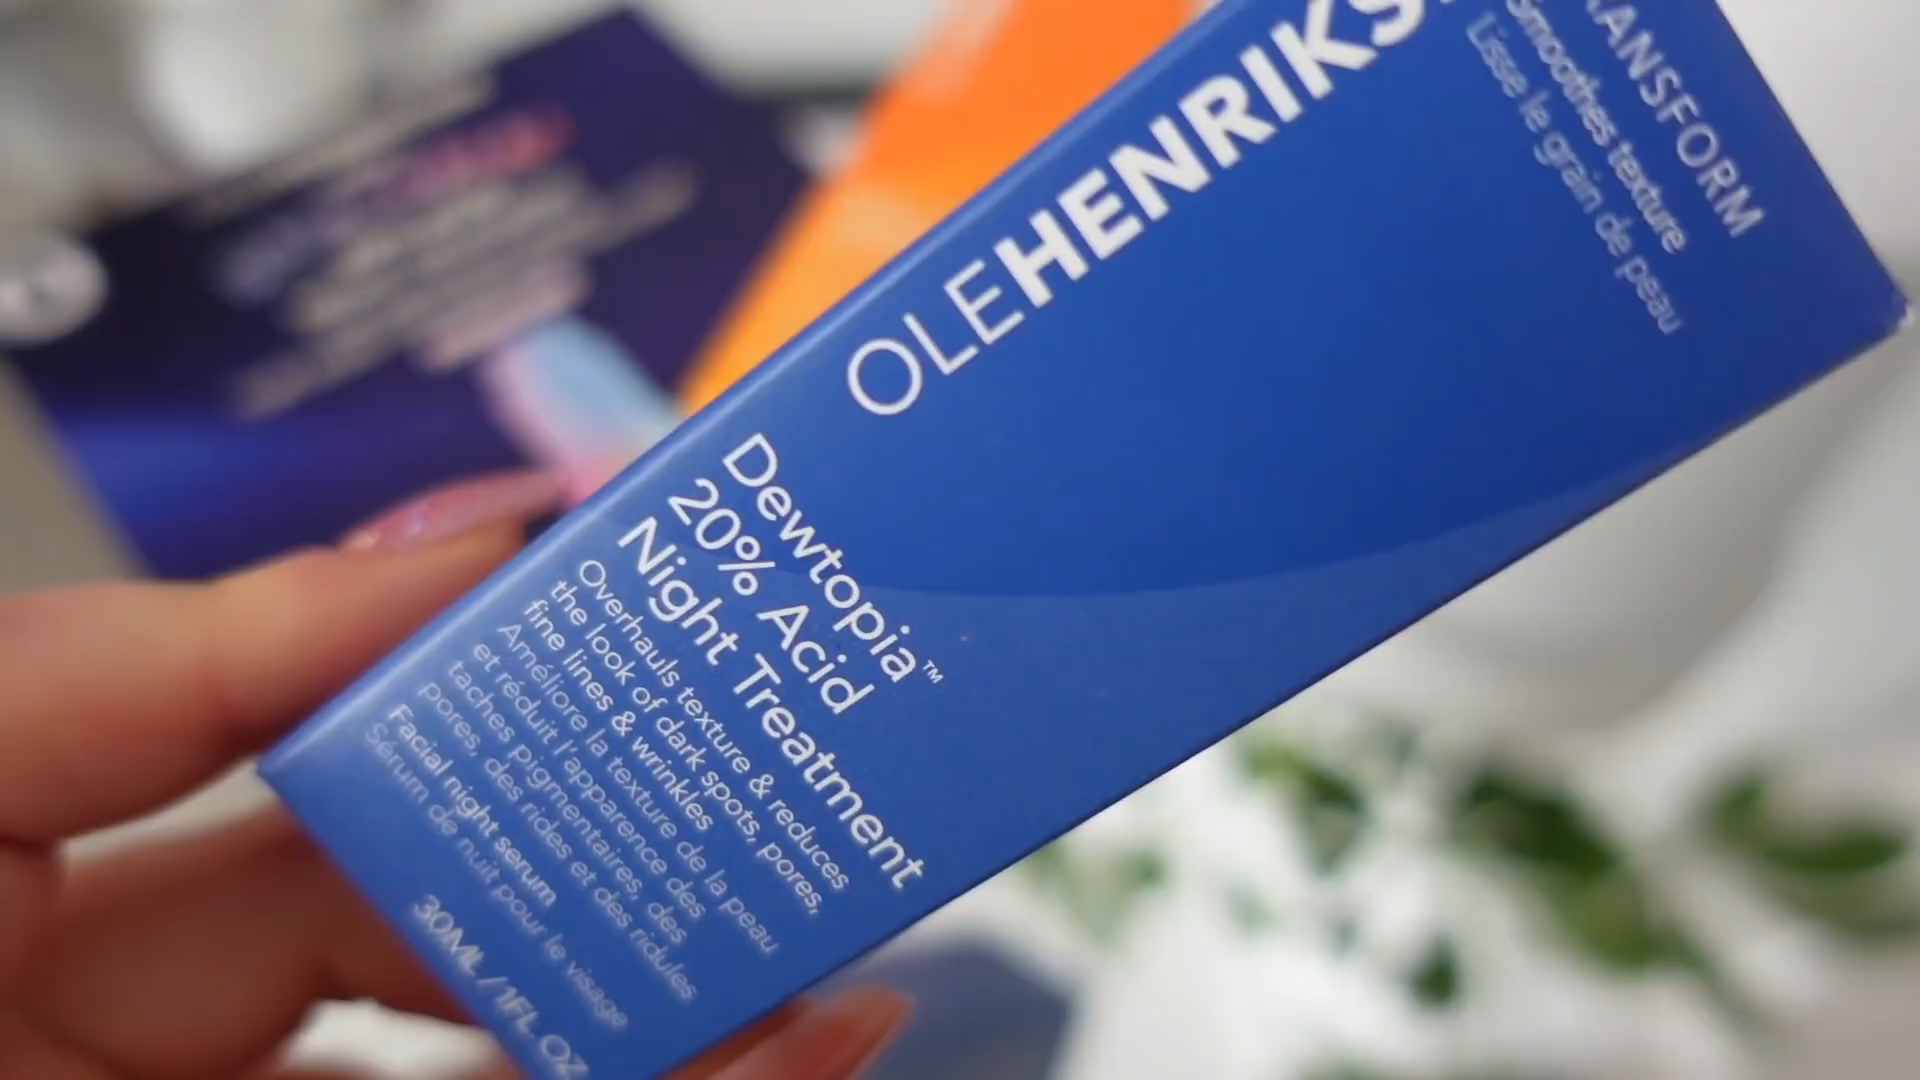 TRANSFORM
Smoothes texture
Lisse le grain de peau
OLEHENRIKS
Dewtopia™
20% Acid
Night Treatment
Overhauls texture & reduces
the look of dark spots, pores,
fine lines & wrinkles
Améliore la texture de la peau
et réduit l'apparence des
taches pigmentaires, des
pores, des rides et des ridules
Facial night serum
Sérum de nuit pour le visage
30ML / 1FL. OZ